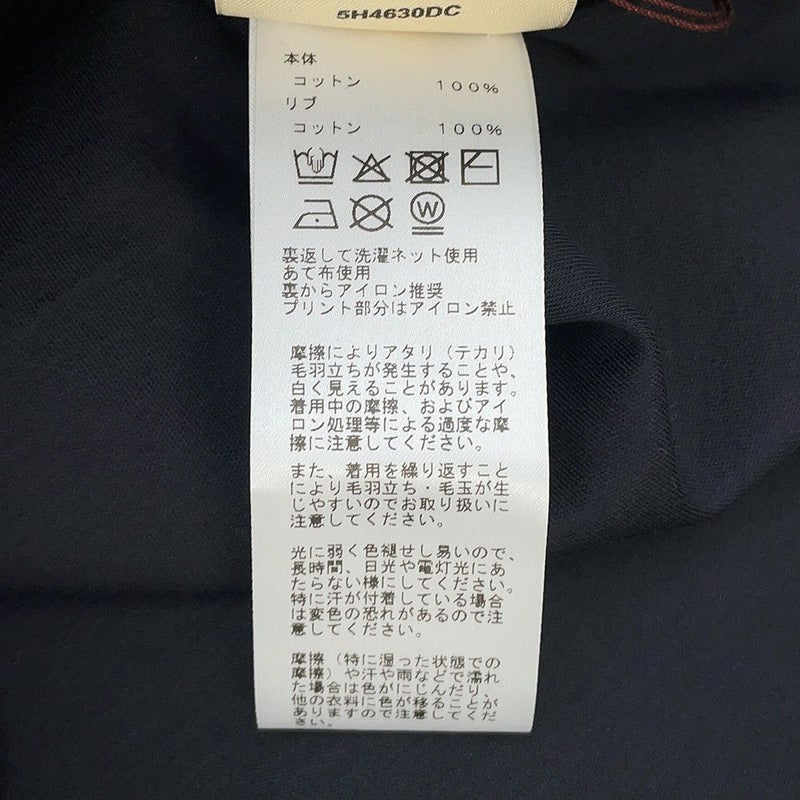 5H4630DC
本体
コットン 100%
リブ
コットン 100%
W
裏返して洗濯ネット使用
あて布使用
裏からアイロン推奨
プリント部分はアイロン禁止
摩擦によりアタリ（テカリ）
毛羽立ちが発生することや、
白く見えることがあります。
着用中の摩擦、およびアイ
ロン処理等による過度な摩
擦に注意してください。
また、着用を繰り返すこと
により毛羽立ち・毛玉が生
じやすいのでお取り扱いに
注意してください。
光に弱く色褪せし易いので、
長時間、日光や電灯光にあ
たらない様にしてください。
特に汗が付着している場合
は変色の恐れがあるので注
意してください。
摩擦（特に湿った状態での
摩擦）や汗や雨などで濡れ
た場合は色がにじんだり、
他の衣料に色が移ることが
ありますので注意してくだ
さい。